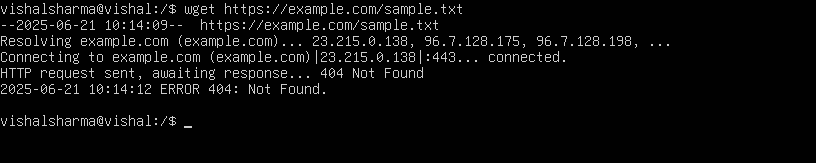 vishalsharma@vishal:/$ wget https://example.com/sample.txt
--2025-06-21 10:14:09--  https://example.com/sample.txt
Resolving example.com (example.com)... 23.215.0.138, 96.7.128.175, 96.7.128.198, ...
Connecting to example.com (example.com)|23.215.0.138|:443... connected.
HTTP request sent, awaiting response... 404 Not Found
2025-06-21 10:14:12 ERROR 404: Not Found.
vishalsharma@vishal:/$ _